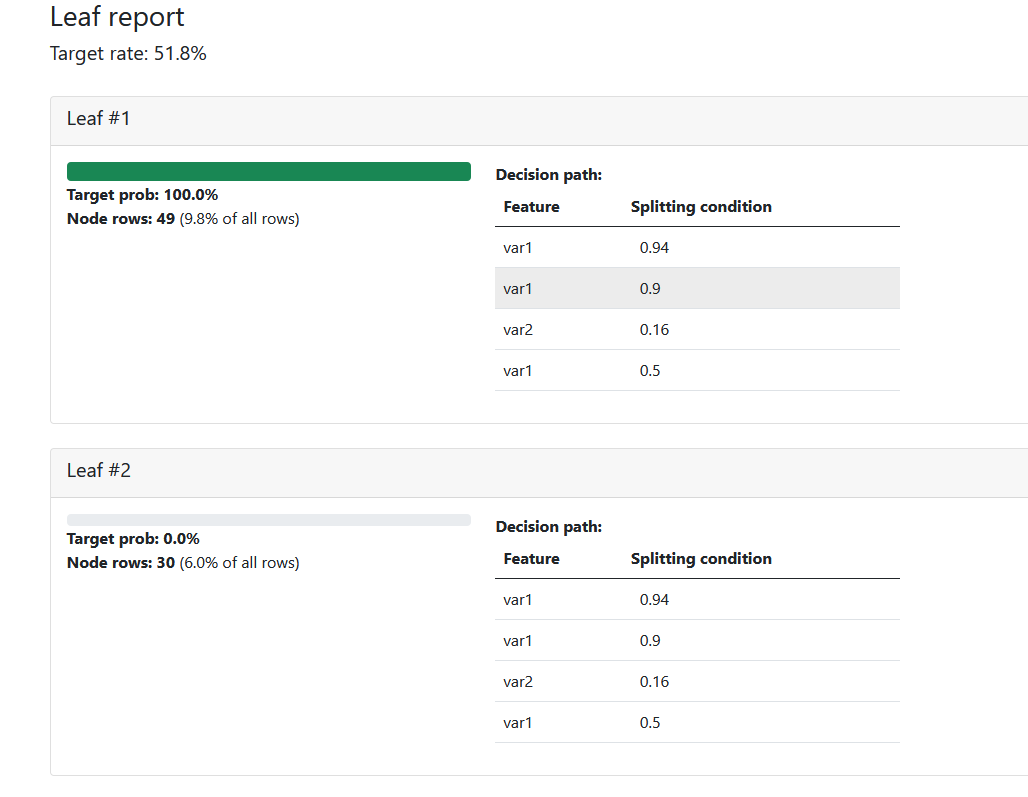 Leaf report
Target rate: 51.8%
Leaf #1
Target prob: 100.0%
Node rows: 49 (9.8% of all rows)
Decision path:
Feature Splitting condition
var1 0.94
var1 0.9
var2 0.16
var1 0.5
Leaf #2
Target prob: 0.0%
Node rows: 30 (6.0% of all rows)
Decision path:
Feature Splitting condition
var1 0.94
var1 0.9
var2 0.16
var1 0.5